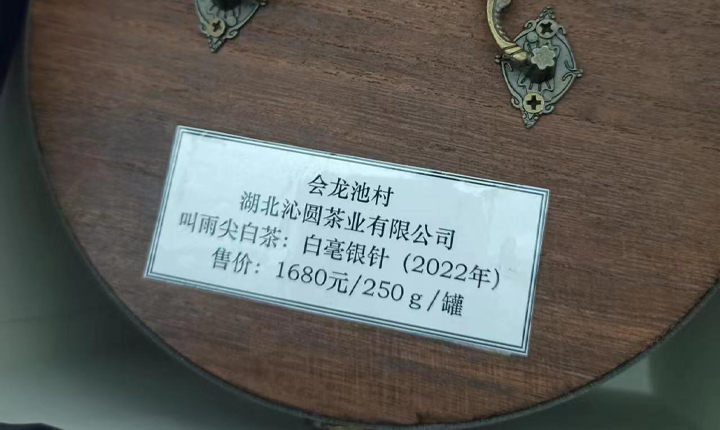 会龙池村
湖北沁圆茶业有限公司
叫雨尖白茶：白毫银针（2022年）
售价：1680元/250g/罐